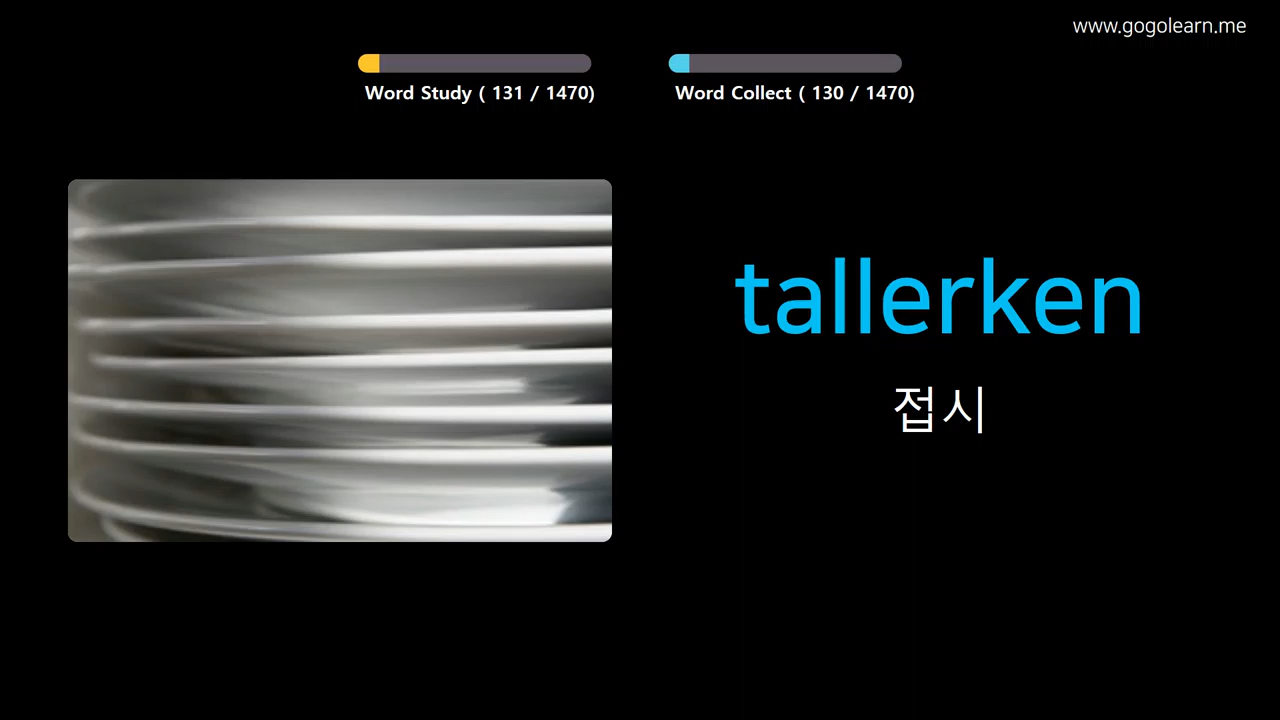 www.gogolearn.me
Word Study ( 131 / 1470)
Word Collect ( 130 / 1470)
tallerken
접시